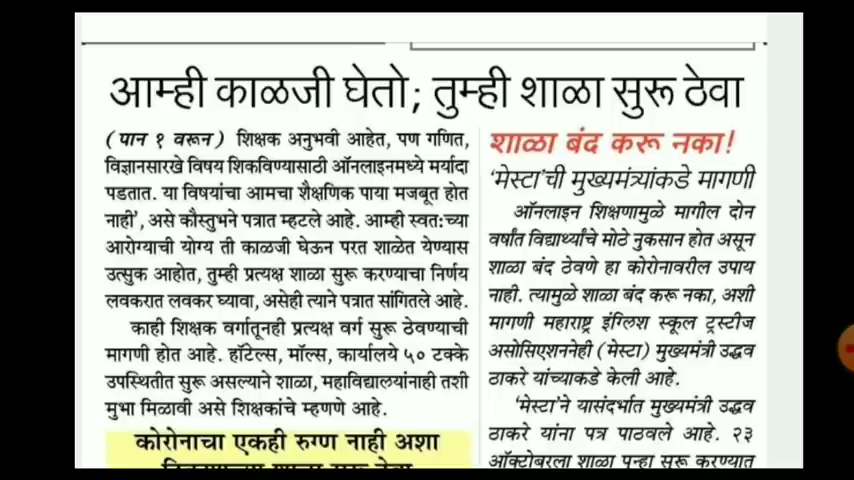 आम्ही काळजी घेतो; तुम्ही शाळा सुरू ठेवा
(पान १ वरून) शिक्षक अनुभवी आहेत, पण गणित,
विज्ञानसारखे विषय शिकविण्यासाठी ऑनलाइनमध्ये मर्यादा
पडतात. या विषयांचा आमचा शैक्षणिक पाया मजबूत होत
नाही', असे कौस्तुभने पत्रात म्हटले आहे. आम्ही स्वत:च्या
आरोग्याची योग्य ती काळजी घेऊन परत शाळेत येण्यास
उत्सुक आहोत, तुम्ही प्रत्यक्ष शाळा सुरू करण्याचा निर्णय
लवकरात लवकर घ्यावा, असेही त्याने पत्रात सांगितले आहे.
काही शिक्षक वर्गातूनही प्रत्यक्ष वर्ग सुरू ठेवण्याची
मागणी होत आहे. हॉटेल्स, मॉल्स, कार्यालये ५० टक्के
उपस्थितीत सुरू असल्याने शाळा, महाविद्यालयांनाही तशी
मुभा मिळावी असे शिक्षकांचे म्हणणे आहे.
कोरोनाचा एकही रुग्ण नाही अशा
शाळा बंद करू नका!
'मेस्टा'ची मुख्यमंत्र्यांकडे मागणी
ऑनलाइन शिक्षणामुळे मागील दोन
वर्षांत विद्यार्थ्यांचे मोठे नुकसान होत असून
शाळा बंद ठेवणे हा कोरोनावरील उपाय
नाही. त्यामुळे शाळा बंद करू नका, अशी
मागणी महाराष्ट्र इंग्लिश स्कूल ट्रस्टीज
असोसिएशननेही (मेस्टा) मुख्यमंत्री उद्धव
ठाकरे यांच्याकडे केली आहे.
'मेस्टा'ने यासंदर्भात मुख्यमंत्री उद्धव
ठाकरे यांना पत्र पाठवले आहे. २३
ऑक्टोबरला शाळा पुन्हा सुरू करण्यात